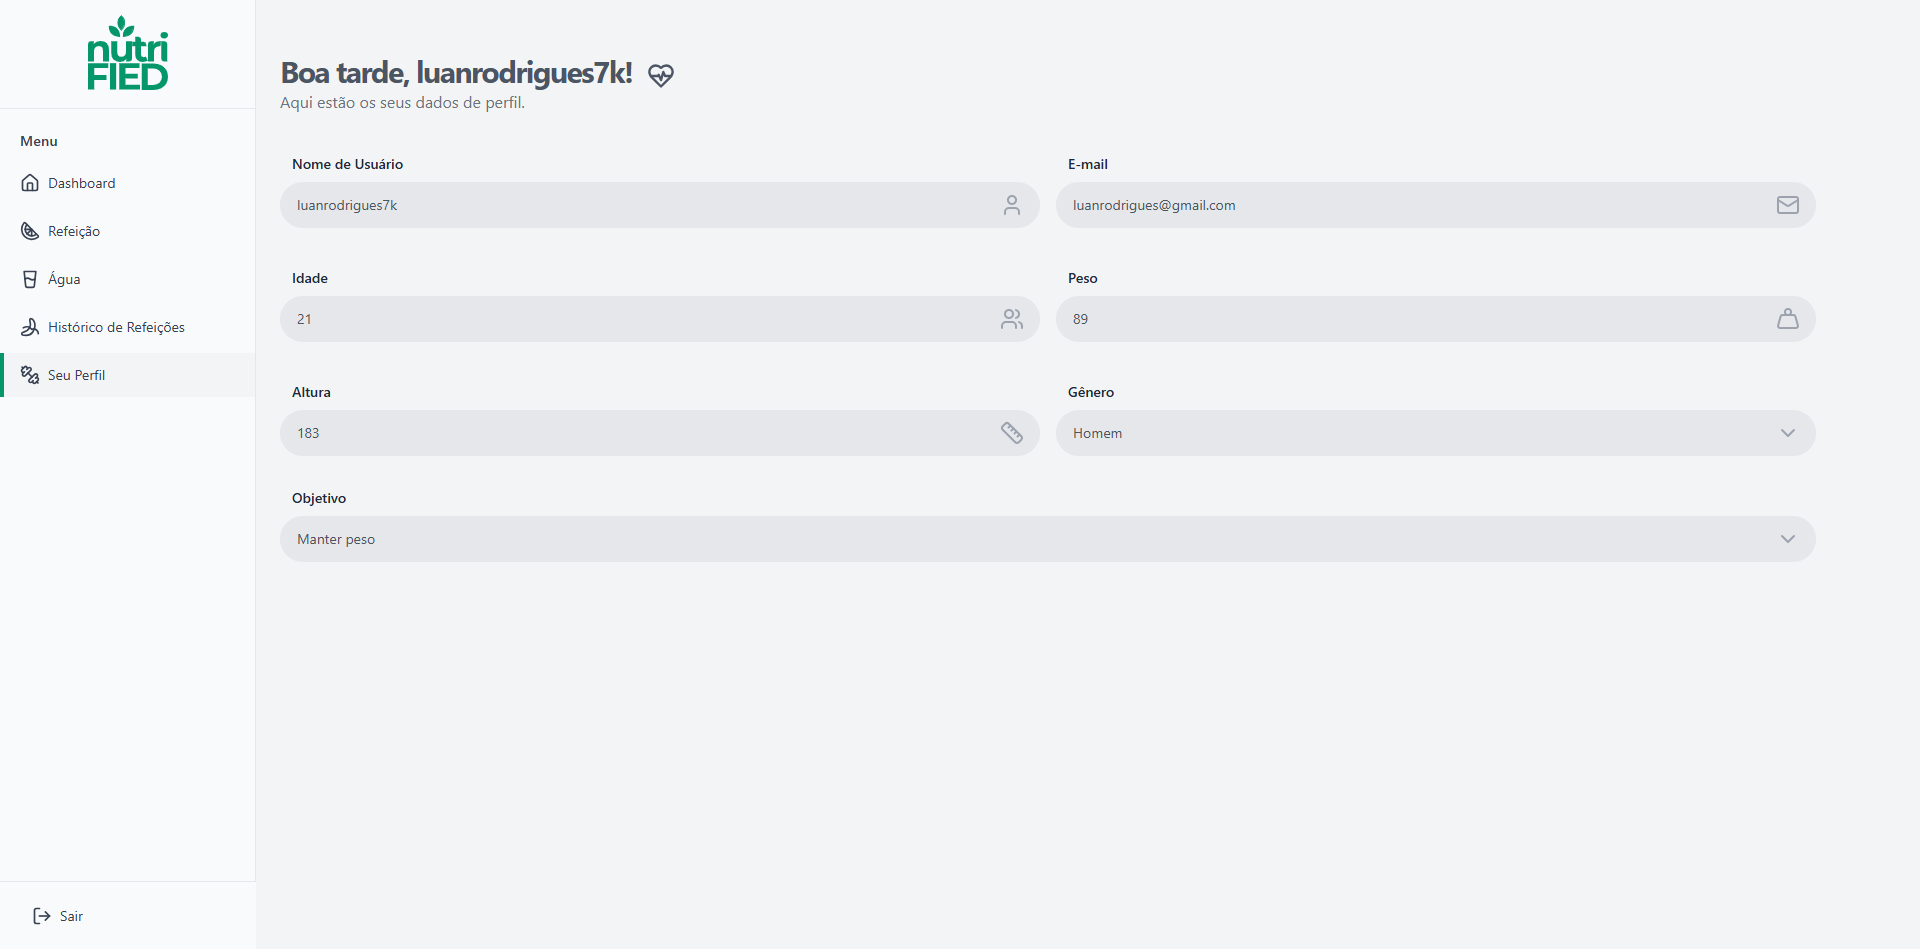 nutri
FIED
Menu
Dashboard
Refeição
Água
Histórico de Refeições
Seu Perfil
Sair
Boa tarde, luanrodrigues7k!
Aqui estão os seus dados de perfil.
Nome de Usuário
luanrodrigues7k
E-mail
luanrodrigues@gmail.com
Idade
21
Peso
89
Altura
183
Gênero
Homem
Objetivo
Manter peso